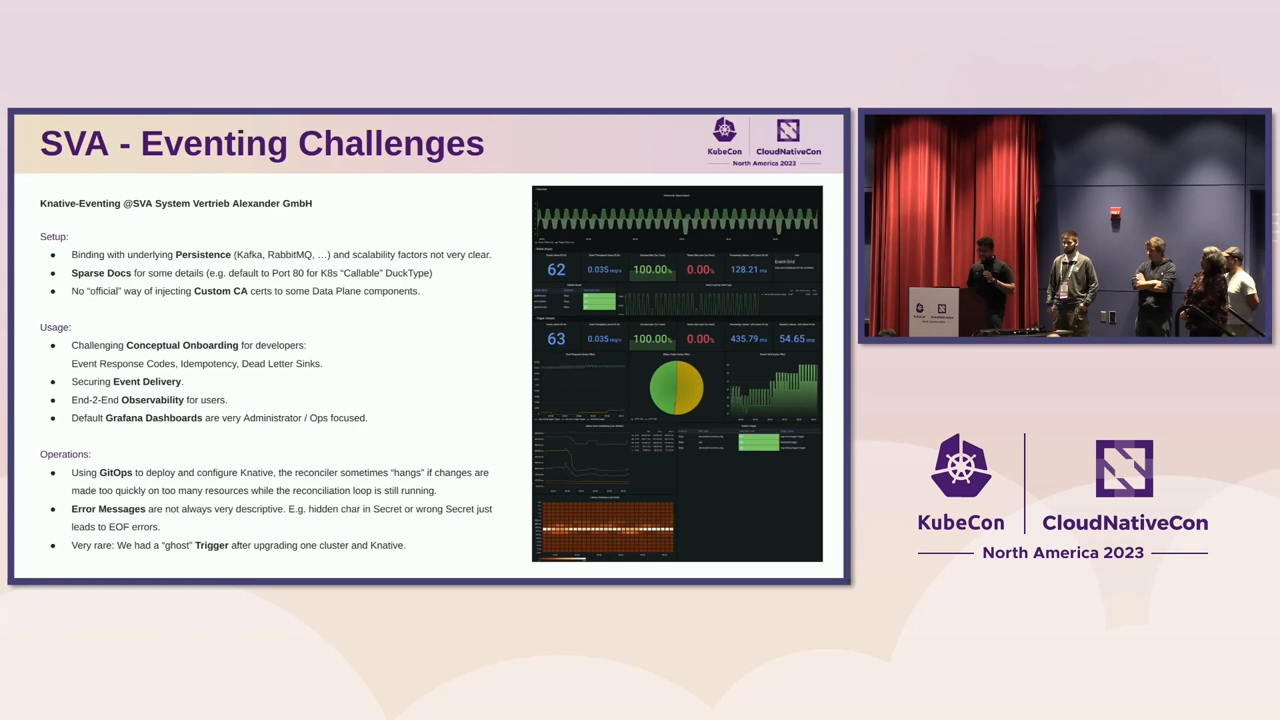 SVA - Eventing Challenges
KubeCon
CloudNativeCon
North America 2023
Knative-Eventing @SVA System Vertrieb Alexander GmbH
Setup:
● Binding with underlying Persistence (Kafka, RabbitMQ, …) and scalability factors not very clear.
● Sparse Docs for some details (e.g. default to Port 80 for K8s “Callable” DuckType)
● No “official” way of injecting Custom CA certs to some Data Plane components.
Usage:
● Challenging Conceptual Onboarding for developers:
Event Response Codes, Idempotency, Dead Letter Sinks.
● Securing Event Delivery.
● End-2-End Observability for users.
● Default Grafana Dashboards are very Administrator / Ops focused.
Operations:
● Using GitOps to deploy and configure Knative, the reconciler sometimes “hangs” if changes are
made too quickly on too many resources while the reconciliation loop is still running.
● Error Messages are not always very descriptive. E.g. hidden char in Secret or wrong Secret just
leads to EOF errors.
● Very rare: We had a “ghost” Trigger after upgrading one cluster and Knative.
62
0.035 req/s
100.00%
0.00%
128.21 ms
63
0.035 req/s
100.00%
0.00%
435.79 ms
54.65 ms
KubeCon
CloudNativeCon
North America 2023